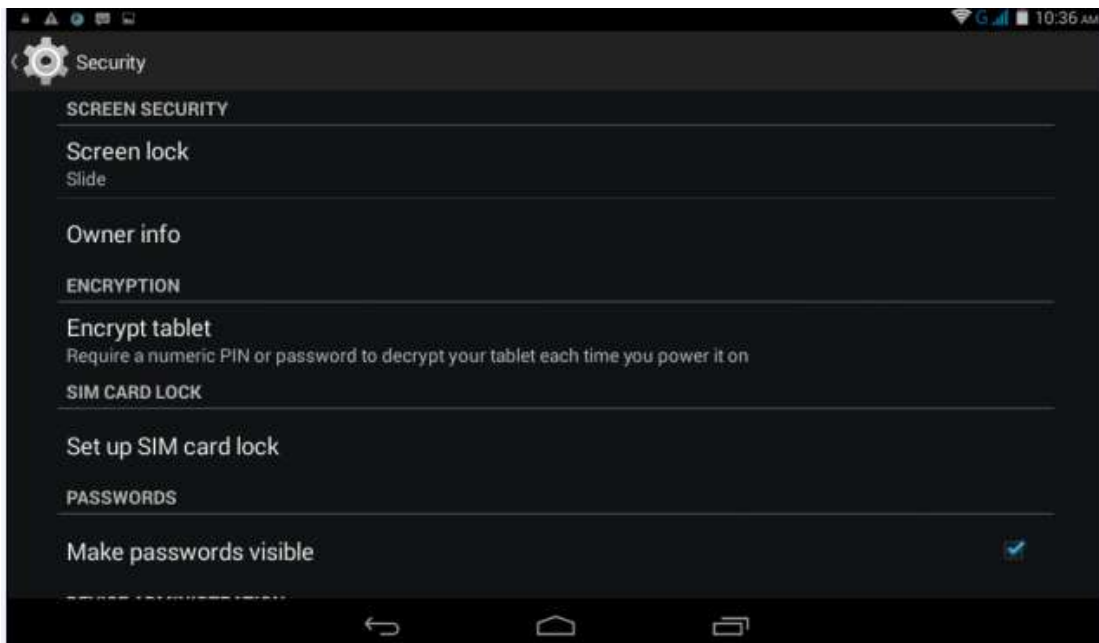 G 10:36 AM
Security
SCREEN SECURITY
Screen lock
Slide
Owner info
ENCRYPTION
Encrypt tablet
Require a numeric PIN or password to decrypt your tablet each time you power it on
SIM CARD LOCK
Set up SIM card lock
PASSWORDS
Make passwords visible
DEVICE ADMINISTRATION